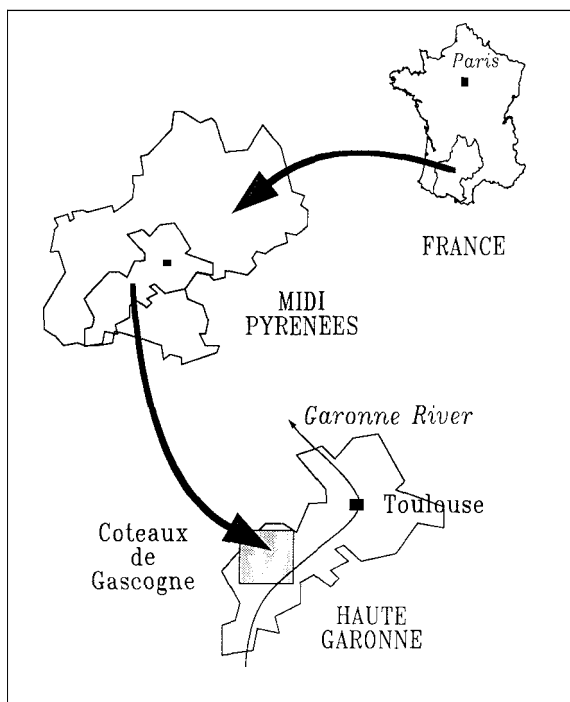 Paris
FRANCE
MIDI
PYRENEES
Garonne River
Toulouse
Coteaux
de
Gascogne
HAUTE
GARONNE